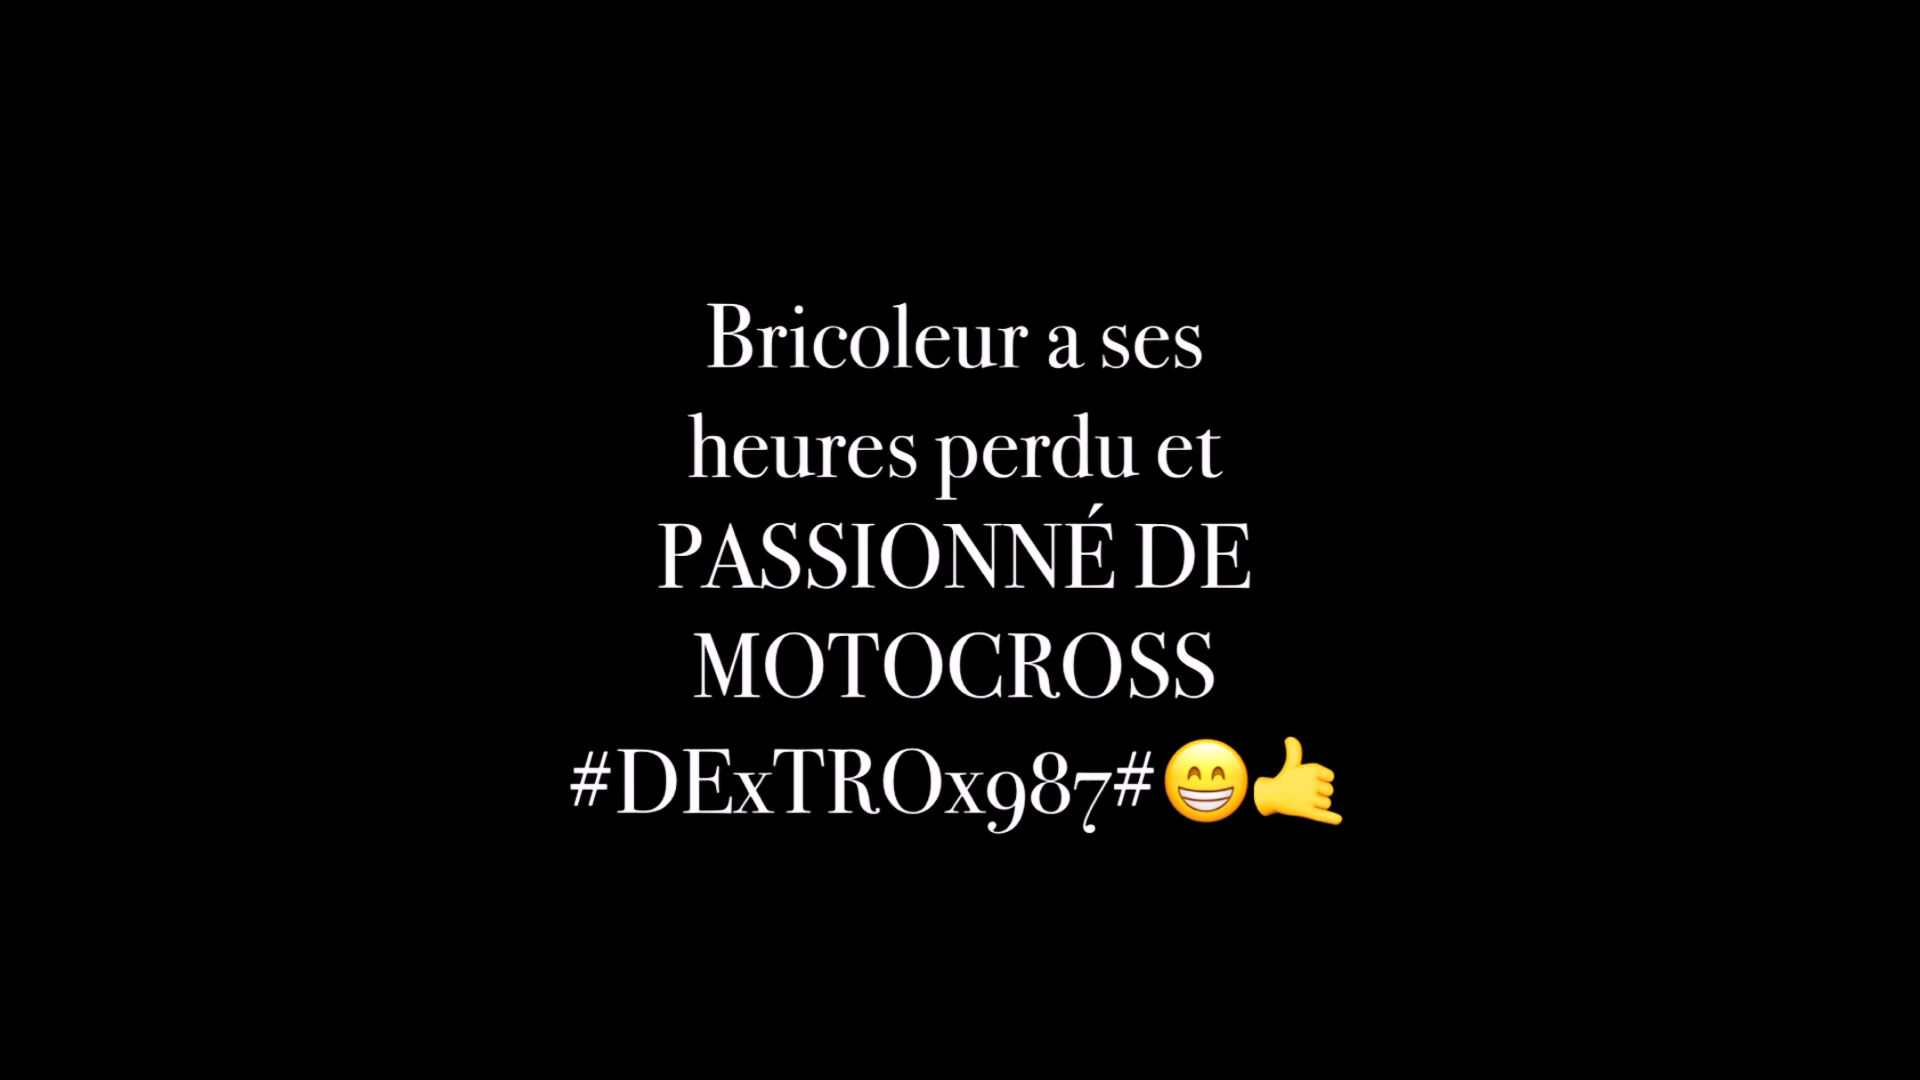 Bricoleur a ses
heures perdu et
PASSIONNÉ DE
MOTOCROSS
#DExTROx987#😁🤙